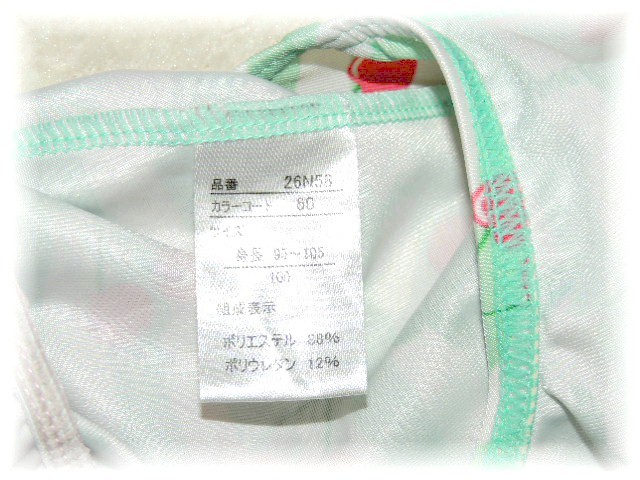 品番 26N58
カラーコード 80
サイズ
身長 95～105
100
組成表示
ポリエステル 88%
ポリウレタン 12%